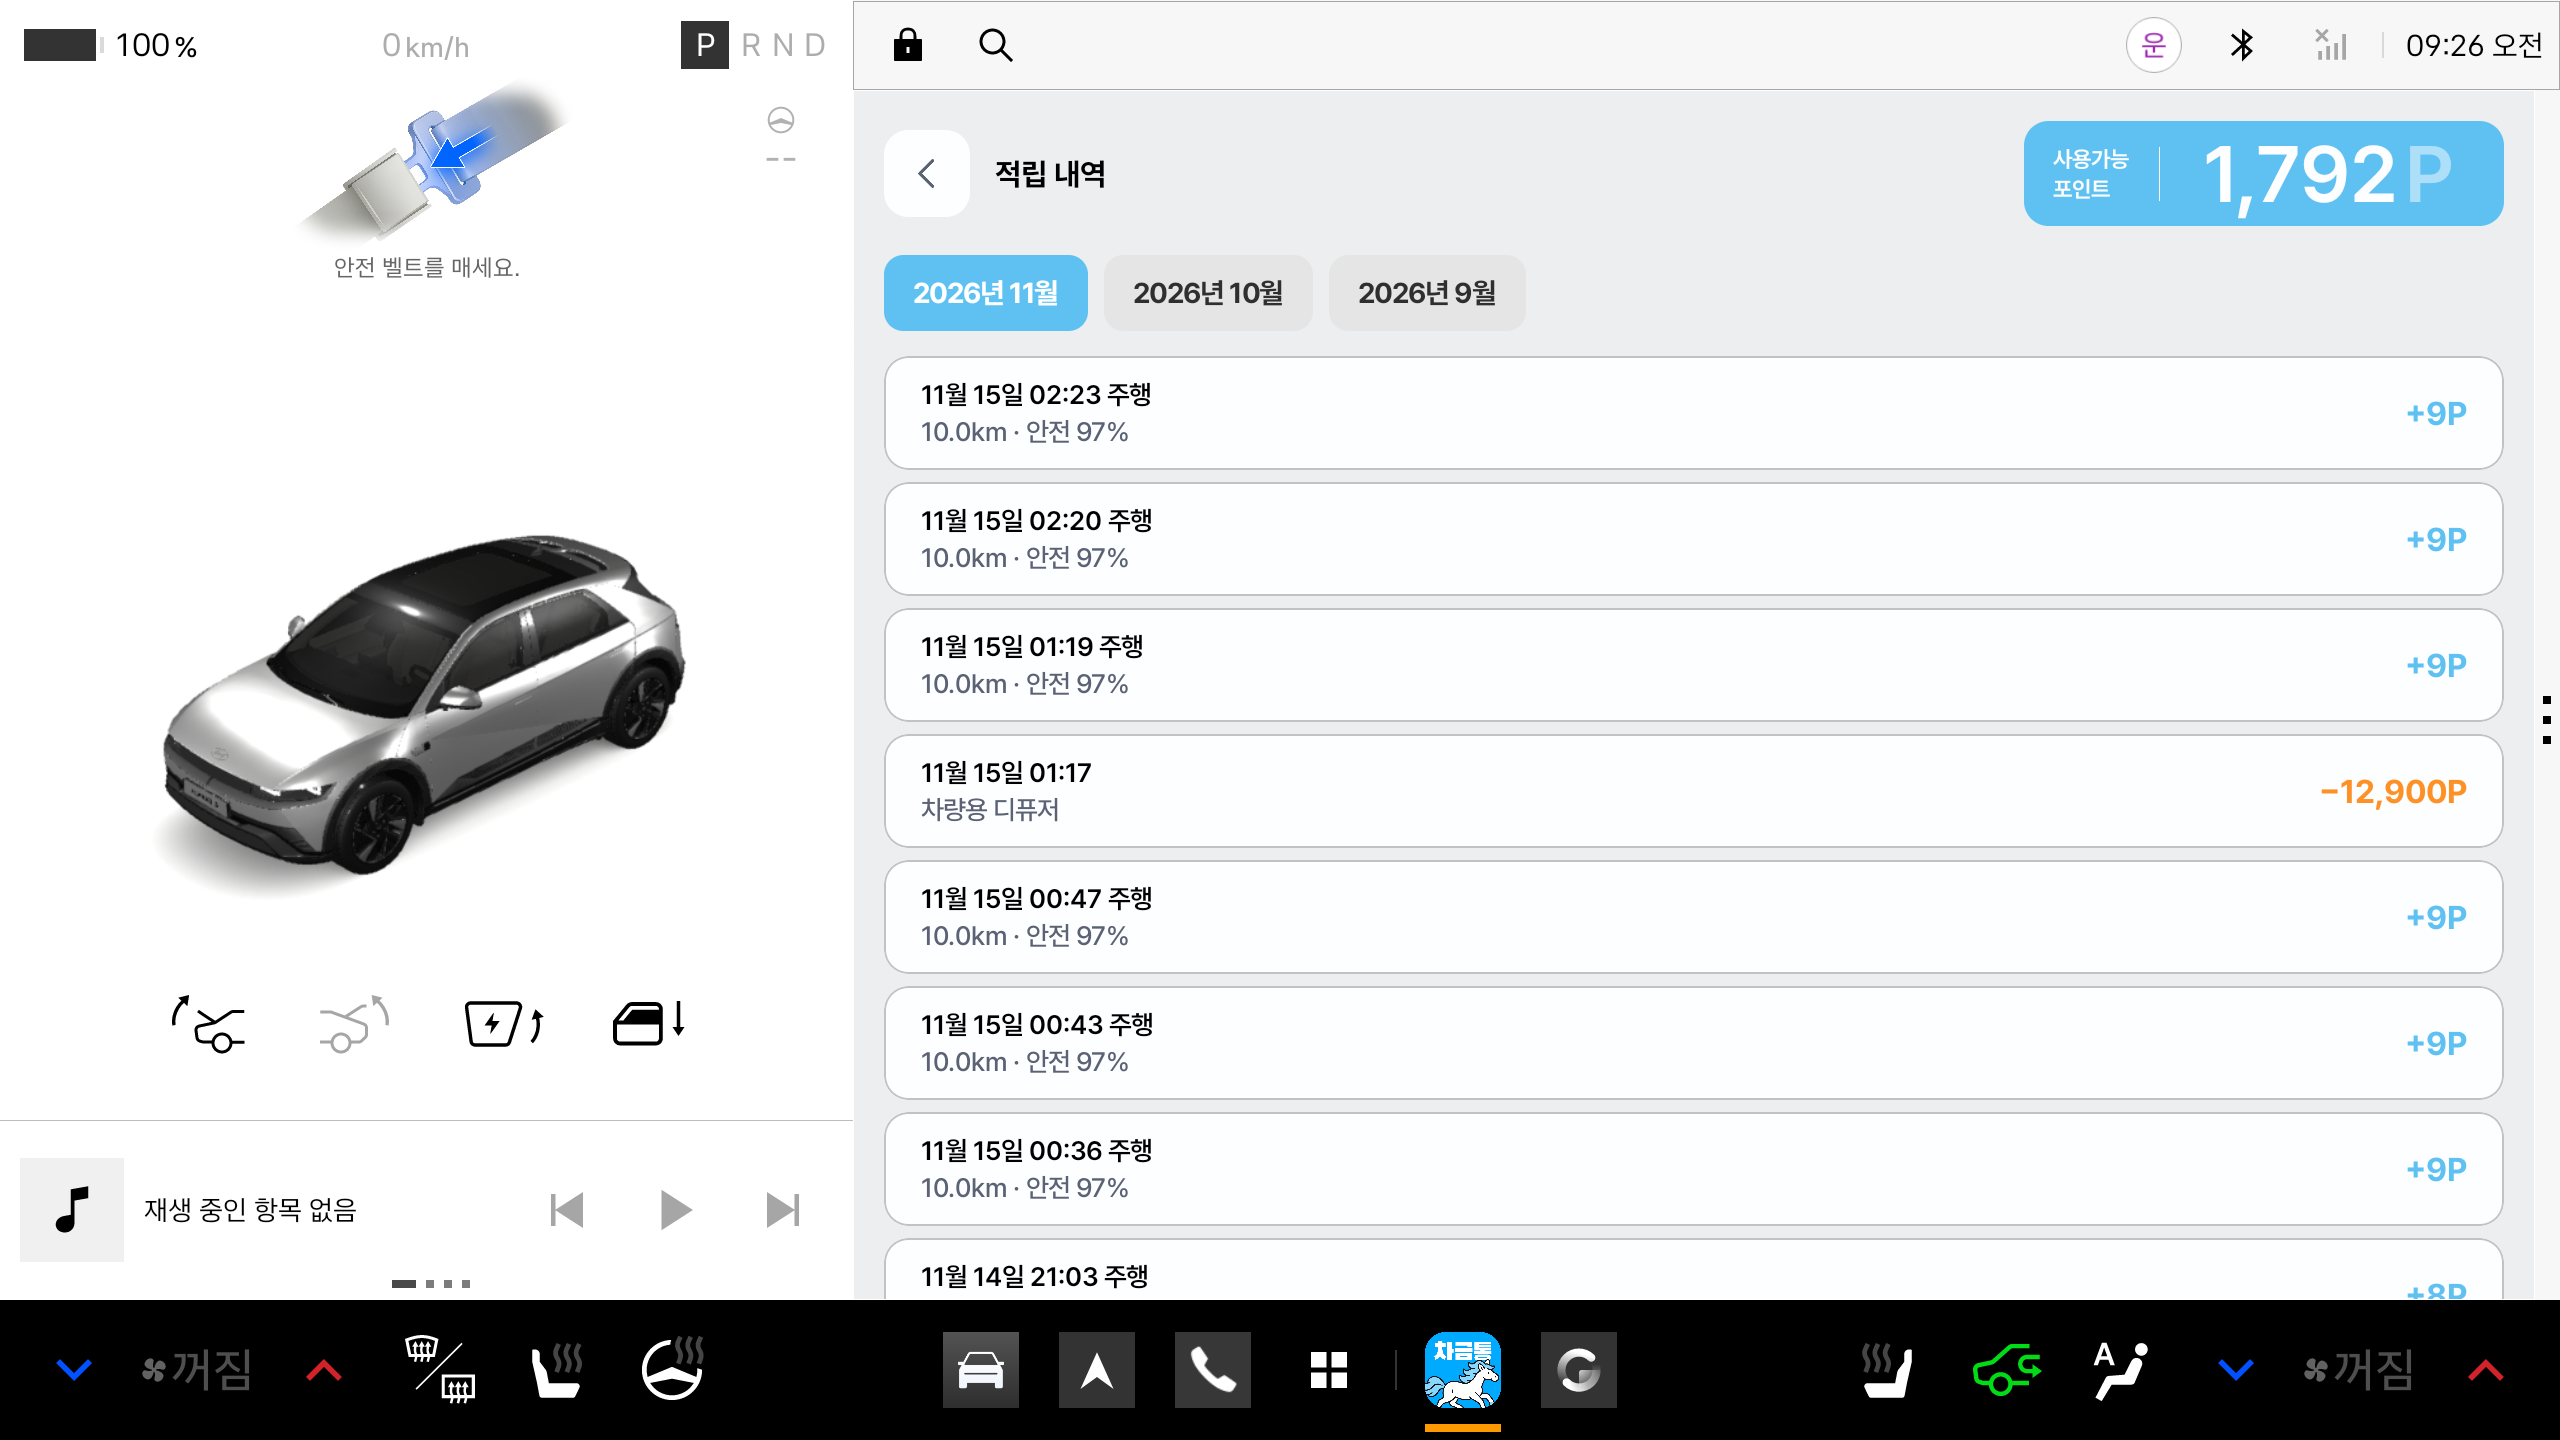 100 %
0 km/h
P R N D
운
09:26 오전
안전 벨트를 매세요.
적립 내역
사용가능
포인트
1,792 P
2026년 11월
2026년 10월
2026년 9월
11월 15일 02:23 주행
10.0km · 안전 97%
+9P
11월 15일 02:20 주행
10.0km · 안전 97%
+9P
11월 15일 01:19 주행
10.0km · 안전 97%
+9P
11월 15일 01:17
차량용 디퓨저
−12,900P
11월 15일 00:47 주행
10.0km · 안전 97%
+9P
11월 15일 00:43 주행
10.0km · 안전 97%
+9P
11월 15일 00:36 주행
10.0km · 안전 97%
+9P
11월 14일 21:03 주행
+8P
재생 중인 항목 없음
꺼짐
차금통
A
꺼짐